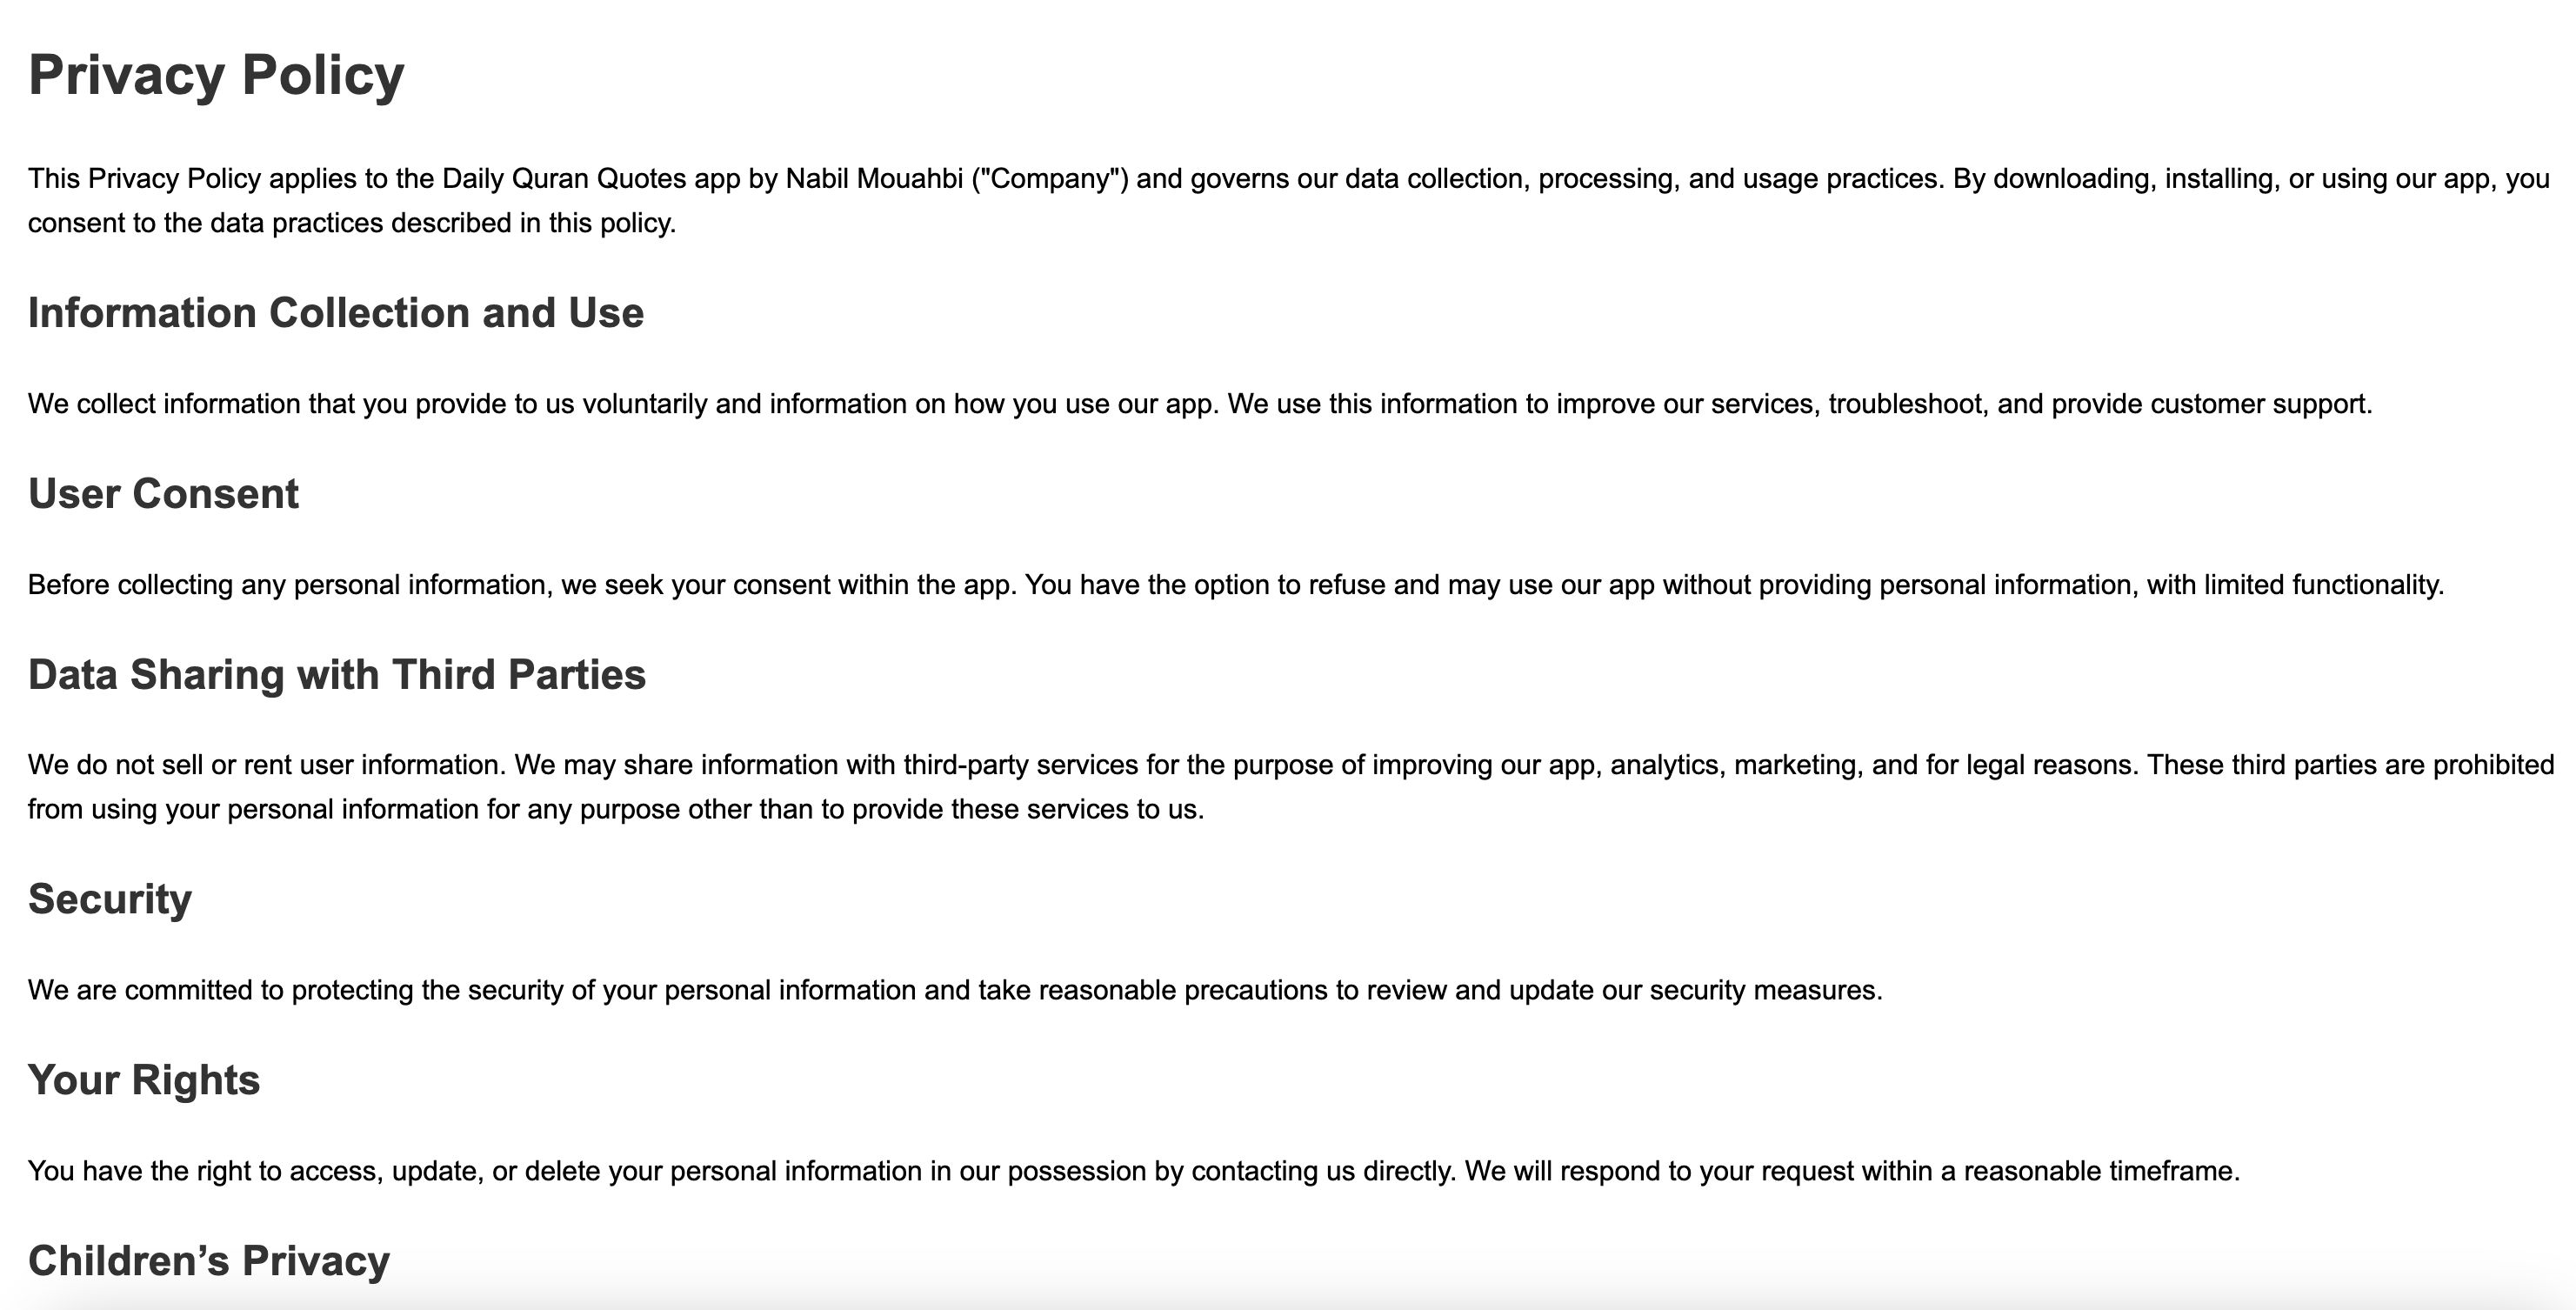 Privacy Policy
This Privacy Policy applies to the Daily Quran Quotes app by Nabil Mouahbi ("Company") and governs our data collection, processing, and usage practices. By downloading, installing, or using our app, you
consent to the data practices described in this policy.
Information Collection and Use
We collect information that you provide to us voluntarily and information on how you use our app. We use this information to improve our services, troubleshoot, and provide customer support.
User Consent
Before collecting any personal information, we seek your consent within the app. You have the option to refuse and may use our app without providing personal information, with limited functionality.
Data Sharing with Third Parties
We do not sell or rent user information. We may share information with third-party services for the purpose of improving our app, analytics, marketing, and for legal reasons. These third parties are prohibited
from using your personal information for any purpose other than to provide these services to us.
Security
We are committed to protecting the security of your personal information and take reasonable precautions to review and update our security measures.
Your Rights
You have the right to access, update, or delete your personal information in our possession by contacting us directly. We will respond to your request within a reasonable timeframe.
Children’s Privacy